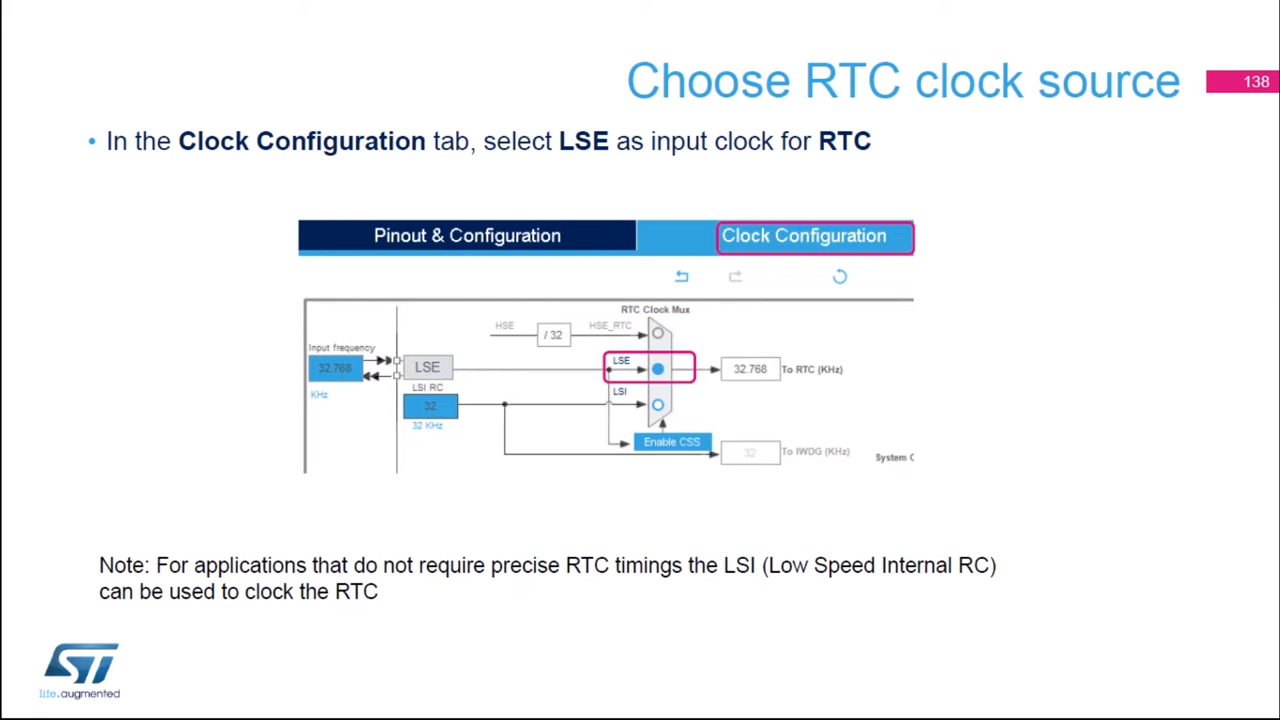 Choose RTC clock source
138
• In the Clock Configuration tab, select LSE as input clock for RTC
Pinout & Configuration
Clock Configuration
RTC Clock Mux
HSE
/ 32
HSE_RTC
Input frequency
32.768
KHz
LSE
LSE
32.768
To RTC (KHz)
LSI RC
32
32 KHz
LSI
Enable CSS
32
To IWDG (KHz)
System C
Note: For applications that do not require precise RTC timings the LSI (Low Speed Internal RC)
can be used to clock the RTC
ST
life.augmented